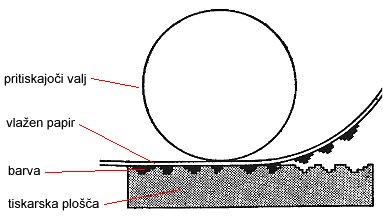 pritiskajoči valj
vlažen papir
barva
tiskarska plošča